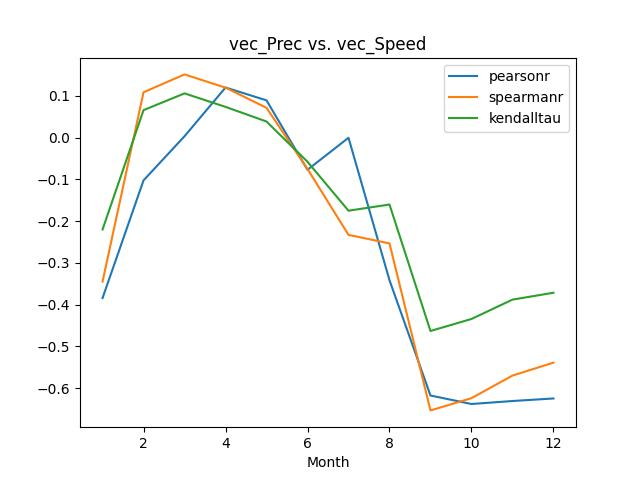 vec_Prec vs. vec_Speed
pearsonr
spearmanr
kendalltau
0.1
0.0
−0.1
−0.2
−0.3
−0.4
−0.5
−0.6
2 4 6 8 10 12
Month